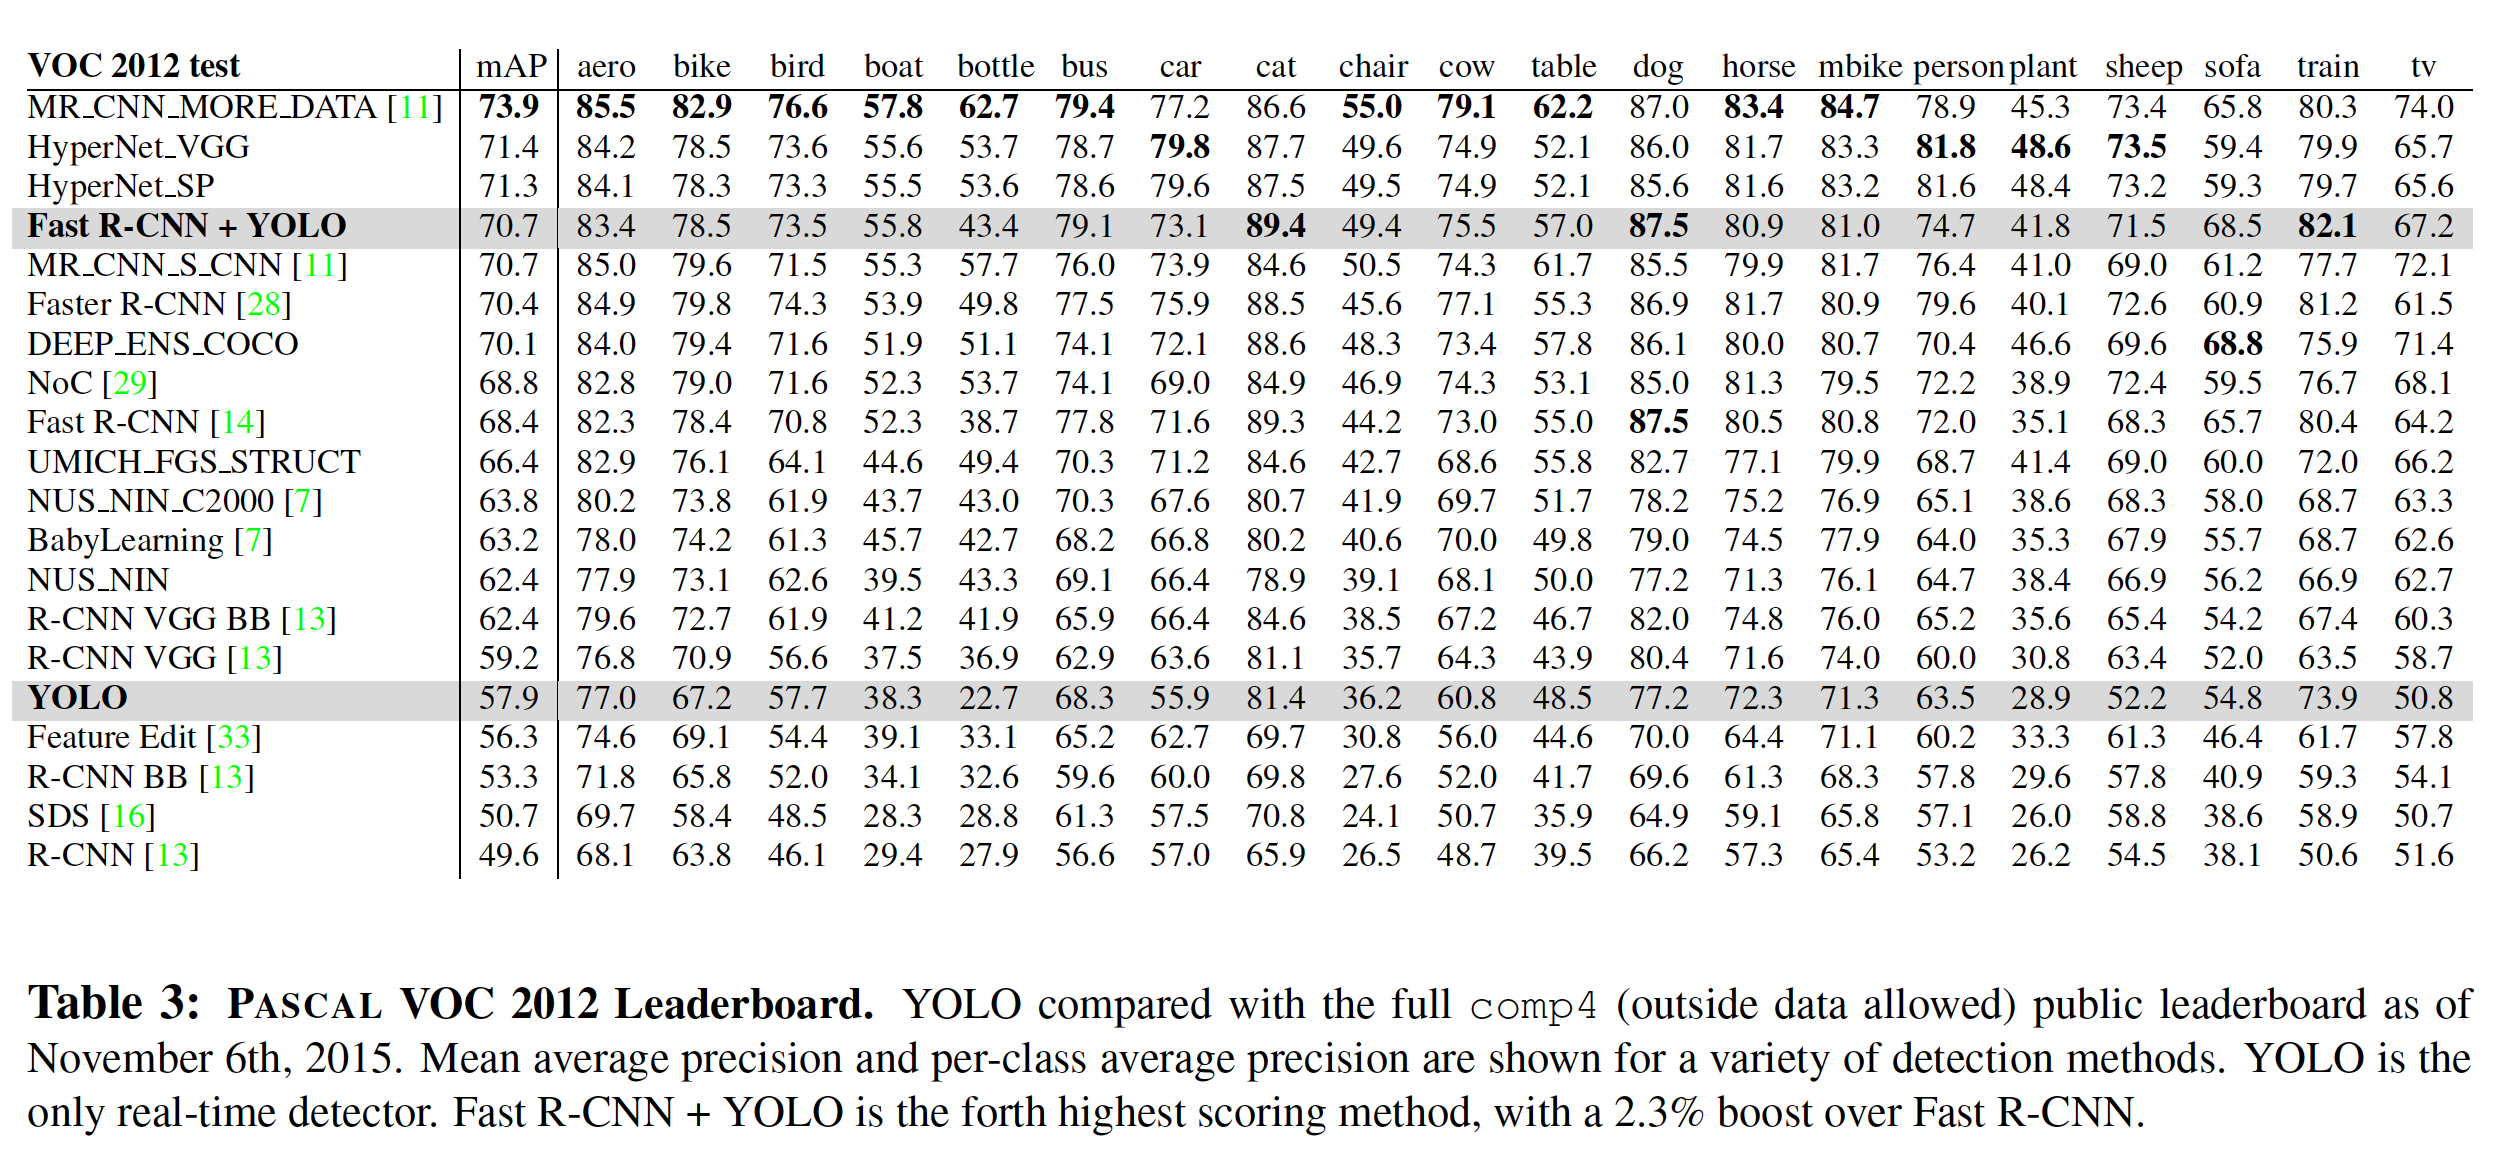 VOC 2012 test mAP aero bike bird boat bottle bus car cat chair cow table dog horse mbike person plant sheep sofa train tv
MR_CNN_MORE_DATA [11] 73.9 85.5 82.9 76.6 57.8 62.7 79.4 77.2 86.6 55.0 79.1 62.2 87.0 83.4 84.7 78.9 45.3 73.4 65.8 80.3 74.0
HyperNet_VGG 71.4 84.2 78.5 73.6 55.6 53.7 78.7 79.8 87.7 49.6 74.9 52.1 86.0 81.7 83.3 81.8 48.6 73.5 59.4 79.9 65.7
HyperNet_SP 71.3 84.1 78.3 73.3 55.5 53.6 78.6 79.6 87.5 49.5 74.9 52.1 85.6 81.6 83.2 81.6 48.4 73.2 59.3 79.7 65.6
Fast R-CNN + YOLO 70.7 83.4 78.5 73.5 55.8 43.4 79.1 73.1 89.4 49.4 75.5 57.0 87.5 80.9 81.0 74.7 41.8 71.5 68.5 82.1 67.2
MR_CNN_S_CNN [11] 70.7 85.0 79.6 71.5 55.3 57.7 76.0 73.9 84.6 50.5 74.3 61.7 85.5 79.9 81.7 76.4 41.0 69.0 61.2 77.7 72.1
Faster R-CNN [28] 70.4 84.9 79.8 74.3 53.9 49.8 77.5 75.9 88.5 45.6 77.1 55.3 86.9 81.7 80.9 79.6 40.1 72.6 60.9 81.2 61.5
DEEP_ENS_COCO 70.1 84.0 79.4 71.6 51.9 51.1 74.1 72.1 88.6 48.3 73.4 57.8 86.1 80.0 80.7 70.4 46.6 69.6 68.8 75.9 71.4
NoC [29] 68.8 82.8 79.0 71.6 52.3 53.7 74.1 69.0 84.9 46.9 74.3 53.1 85.0 81.3 79.5 72.2 38.9 72.4 59.5 76.7 68.1
Fast R-CNN [14] 68.4 82.3 78.4 70.8 52.3 38.7 77.8 71.6 89.3 44.2 73.0 55.0 87.5 80.5 80.8 72.0 35.1 68.3 65.7 80.4 64.2
UMICH_FGS_STRUCT 66.4 82.9 76.1 64.1 44.6 49.4 70.3 71.2 84.6 42.7 68.6 55.8 82.7 77.1 79.9 68.7 41.4 69.0 60.0 72.0 66.2
NUS_NIN_C2000 [7] 63.8 80.2 73.8 61.9 43.7 43.0 70.3 67.6 80.7 41.9 69.7 51.7 78.2 75.2 76.9 65.1 38.6 68.3 58.0 68.7 63.3
BabyLearning [7] 63.2 78.0 74.2 61.3 45.7 42.7 68.2 66.8 80.2 40.6 70.0 49.8 79.0 74.5 77.9 64.0 35.3 67.9 55.7 68.7 62.6
NUS_NIN 62.4 77.9 73.1 62.6 39.5 43.3 69.1 66.4 78.9 39.1 68.1 50.0 77.2 71.3 76.1 64.7 38.4 66.9 56.2 66.9 62.7
R-CNN VGG BB [13] 62.4 79.6 72.7 61.9 41.2 41.9 65.9 66.4 84.6 38.5 67.2 46.7 82.0 74.8 76.0 65.2 35.6 65.4 54.2 67.4 60.3
R-CNN VGG [13] 59.2 76.8 70.9 56.6 37.5 36.9 62.9 63.6 81.1 35.7 64.3 43.9 80.4 71.6 74.0 60.0 30.8 63.4 52.0 63.5 58.7
YOLO 57.9 77.0 67.2 57.7 38.3 22.7 68.3 55.9 81.4 36.2 60.8 48.5 77.2 72.3 71.3 63.5 28.9 52.2 54.8 73.9 50.8
Feature Edit [33] 56.3 74.6 69.1 54.4 39.1 33.1 65.2 62.7 69.7 30.8 56.0 44.6 70.0 64.4 71.1 60.2 33.3 61.3 46.4 61.7 57.8
R-CNN BB [13] 53.3 71.8 65.8 52.0 34.1 32.6 59.6 60.0 69.8 27.6 52.0 41.7 69.6 61.3 68.3 57.8 29.6 57.8 40.9 59.3 54.1
SDS [16] 50.7 69.7 58.4 48.5 28.3 28.8 61.3 57.5 70.8 24.1 50.7 35.9 64.9 59.1 65.8 57.1 26.0 58.8 38.6 58.9 50.7
R-CNN [13] 49.6 68.1 63.8 46.1 29.4 27.9 56.6 57.0 65.9 26.5 48.7 39.5 66.2 57.3 65.4 53.2 26.2 54.5 38.1 50.6 51.6
Table 3: PASCAL VOC 2012 Leaderboard. YOLO compared with the full comp4 (outside data allowed) public leaderboard as of
November 6th, 2015. Mean average precision and per-class average precision are shown for a variety of detection methods. YOLO is the
only real-time detector. Fast R-CNN + YOLO is the forth highest scoring method, with a 2.3% boost over Fast R-CNN.